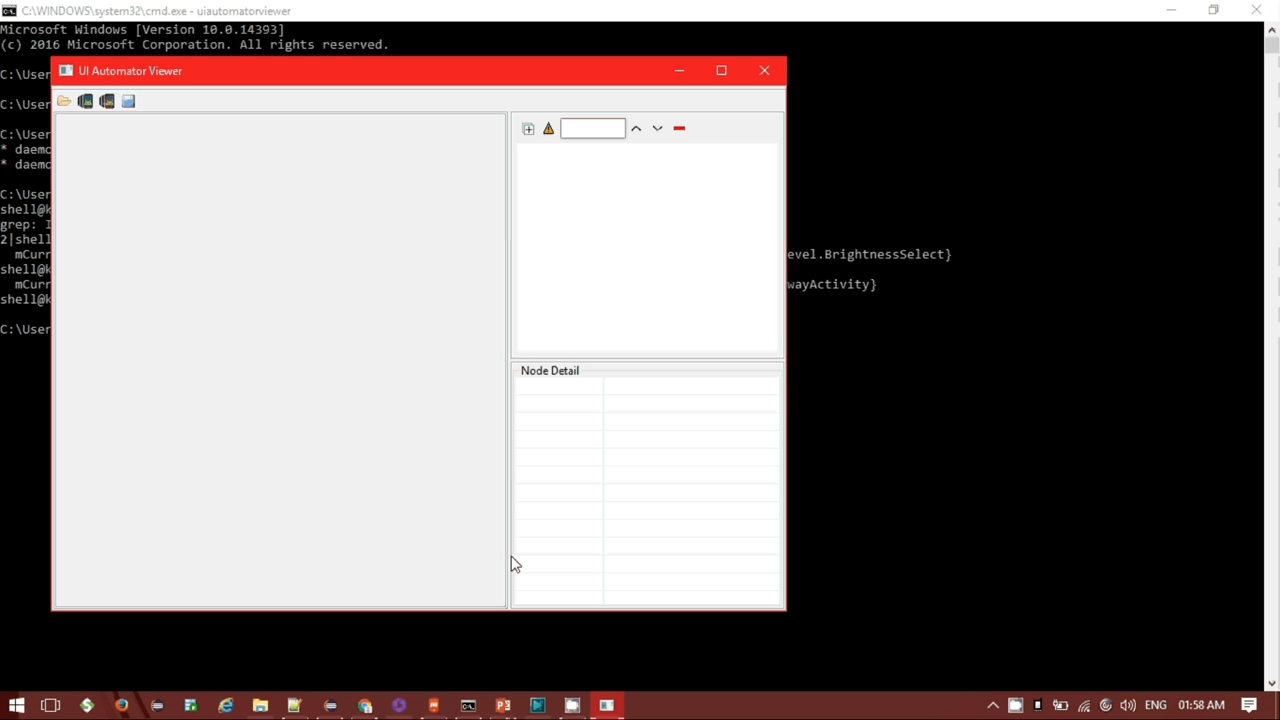 C:\WINDOWS\system32\cmd.exe - uiautomatorviewer
Microsoft Windows [Version 10.0.14393]
(c) 2016 Microsoft Corporation. All rights reserved.
UI Automator Viewer
C:\User
C:\User
C:\User
* daemo
* daemo
C:\User
shell@k
grep: I
2|shell
mCurr
evel.BrightnessSelect}
shell@k
mCurr
wayActivity}
shell@k
C:\User
Node Detail
ENG
01:58 AM